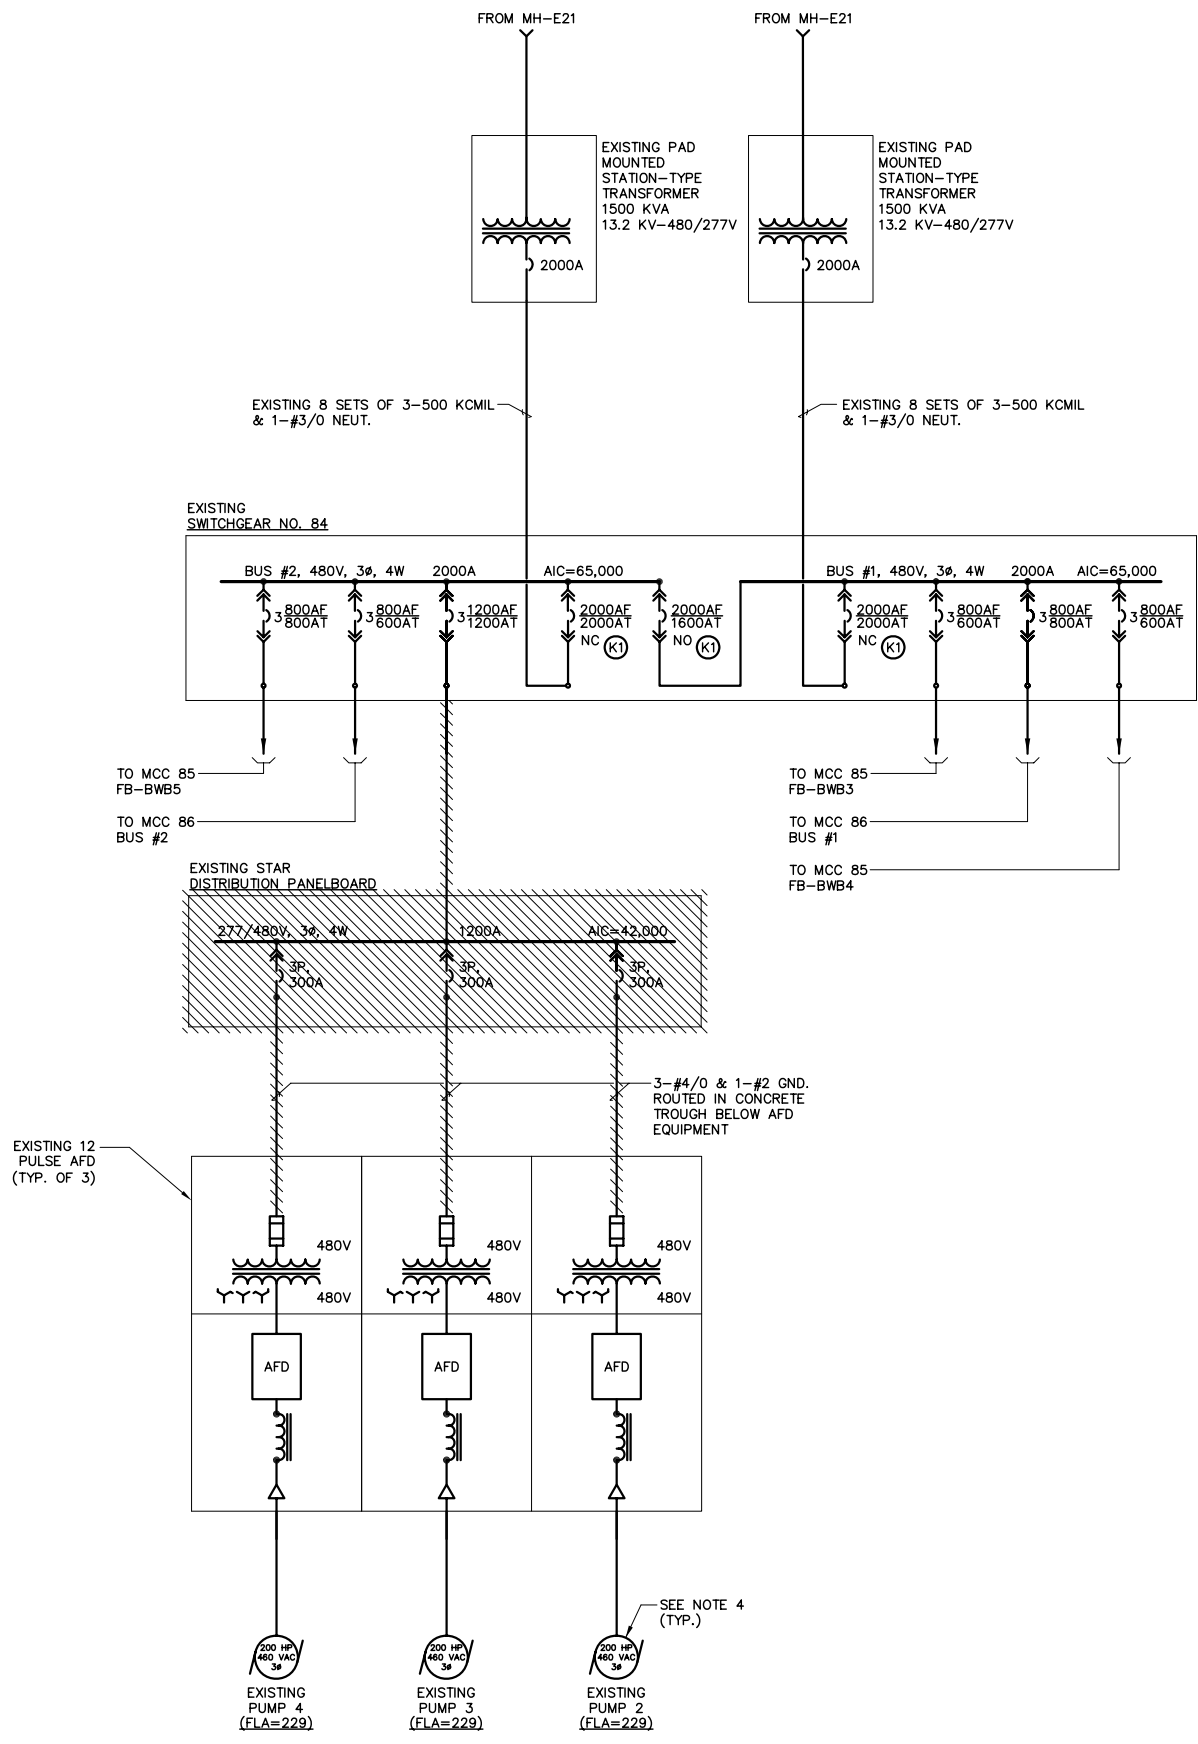 FROM MH-E21
FROM MH-E21
EXISTING PAD
MOUNTED
STATION-TYPE
TRANSFORMER
1500 KVA
13.2 KV-480/277V
2000A
EXISTING PAD
MOUNTED
STATION-TYPE
TRANSFORMER
1500 KVA
13.2 KV-480/277V
2000A
EXISTING 8 SETS OF 3-500 KCMIL
& 1-#3/0 NEUT.
EXISTING 8 SETS OF 3-500 KCMIL
& 1-#3/0 NEUT.
EXISTING
SWITCHGEAR NO. 84
BUS #2, 480V, 3ø, 4W
2000A
AIC=65,000
BUS #1, 480V, 3ø, 4W
2000A
AIC=65,000
3 800AF
800AT
3 800AF
600AT
3 1200AF
1200AT
2000AF
2000AT
NC K1
2000AF
1600AT
NO K1
2000AF
2000AT
NC K1
3 800AF
600AT
3 800AF
800AT
3 800AF
600AT
TO MCC 85
FB-BWB5
TO MCC 86
BUS #2
TO MCC 85
FB-BWB3
TO MCC 86
BUS #1
TO MCC 85
FB-BWB4
EXISTING STAR
DISTRIBUTION PANELBOARD
277/480V, 3ø, 4W
1200A
AIC=42,000
3P,
300A
3P,
300A
3P,
300A
3-#4/0 & 1-#2 GND.
ROUTED IN CONCRETE
TROUGH BELOW AFD
EQUIPMENT
EXISTING 12
PULSE AFD
(TYP. OF 3)
480V
480V
480V
480V
480V
480V
AFD
AFD
AFD
SEE NOTE 4
(TYP.)
200 HP
460 VAC
3ø
200 HP
460 VAC
3ø
200 HP
460 VAC
3ø
EXISTING
PUMP 4
(FLA=229)
EXISTING
PUMP 3
(FLA=229)
EXISTING
PUMP 2
(FLA=229)